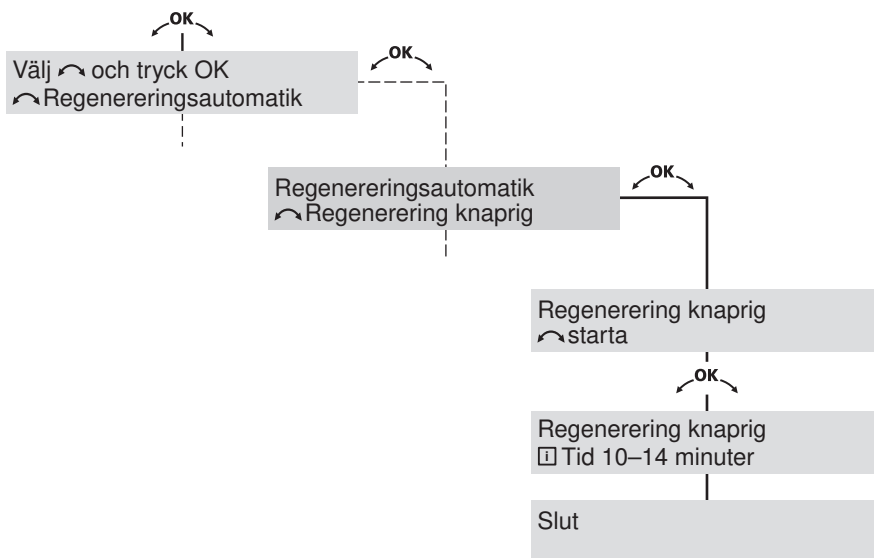 OK
Välj och tryck OK
Regenereringsautomatik
OK
Regenereringsautomatik
Regenerering knaprig
OK
Regenerering knaprig
starta
OK
Regenerering knaprig
i Tid 10–14 minuter
Slut